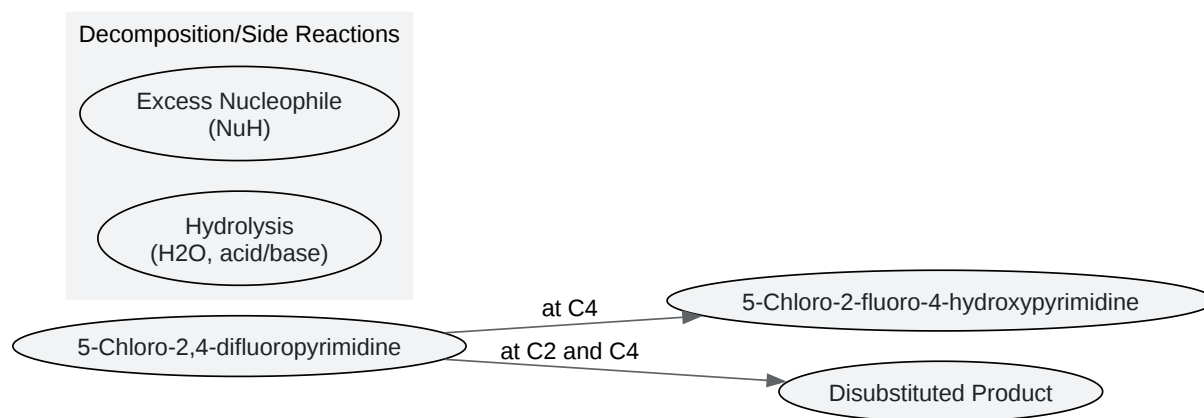 Decomposition/Side Reactions
Excess Nucleophile
(NuH)
Hydrolysis
(H2O, acid/base)
5-Chloro-2,4-difluoropyrimidine
at C4
at C2 and C4
5-Chloro-2-fluoro-4-hydroxypyrimidine
Disubstituted Product